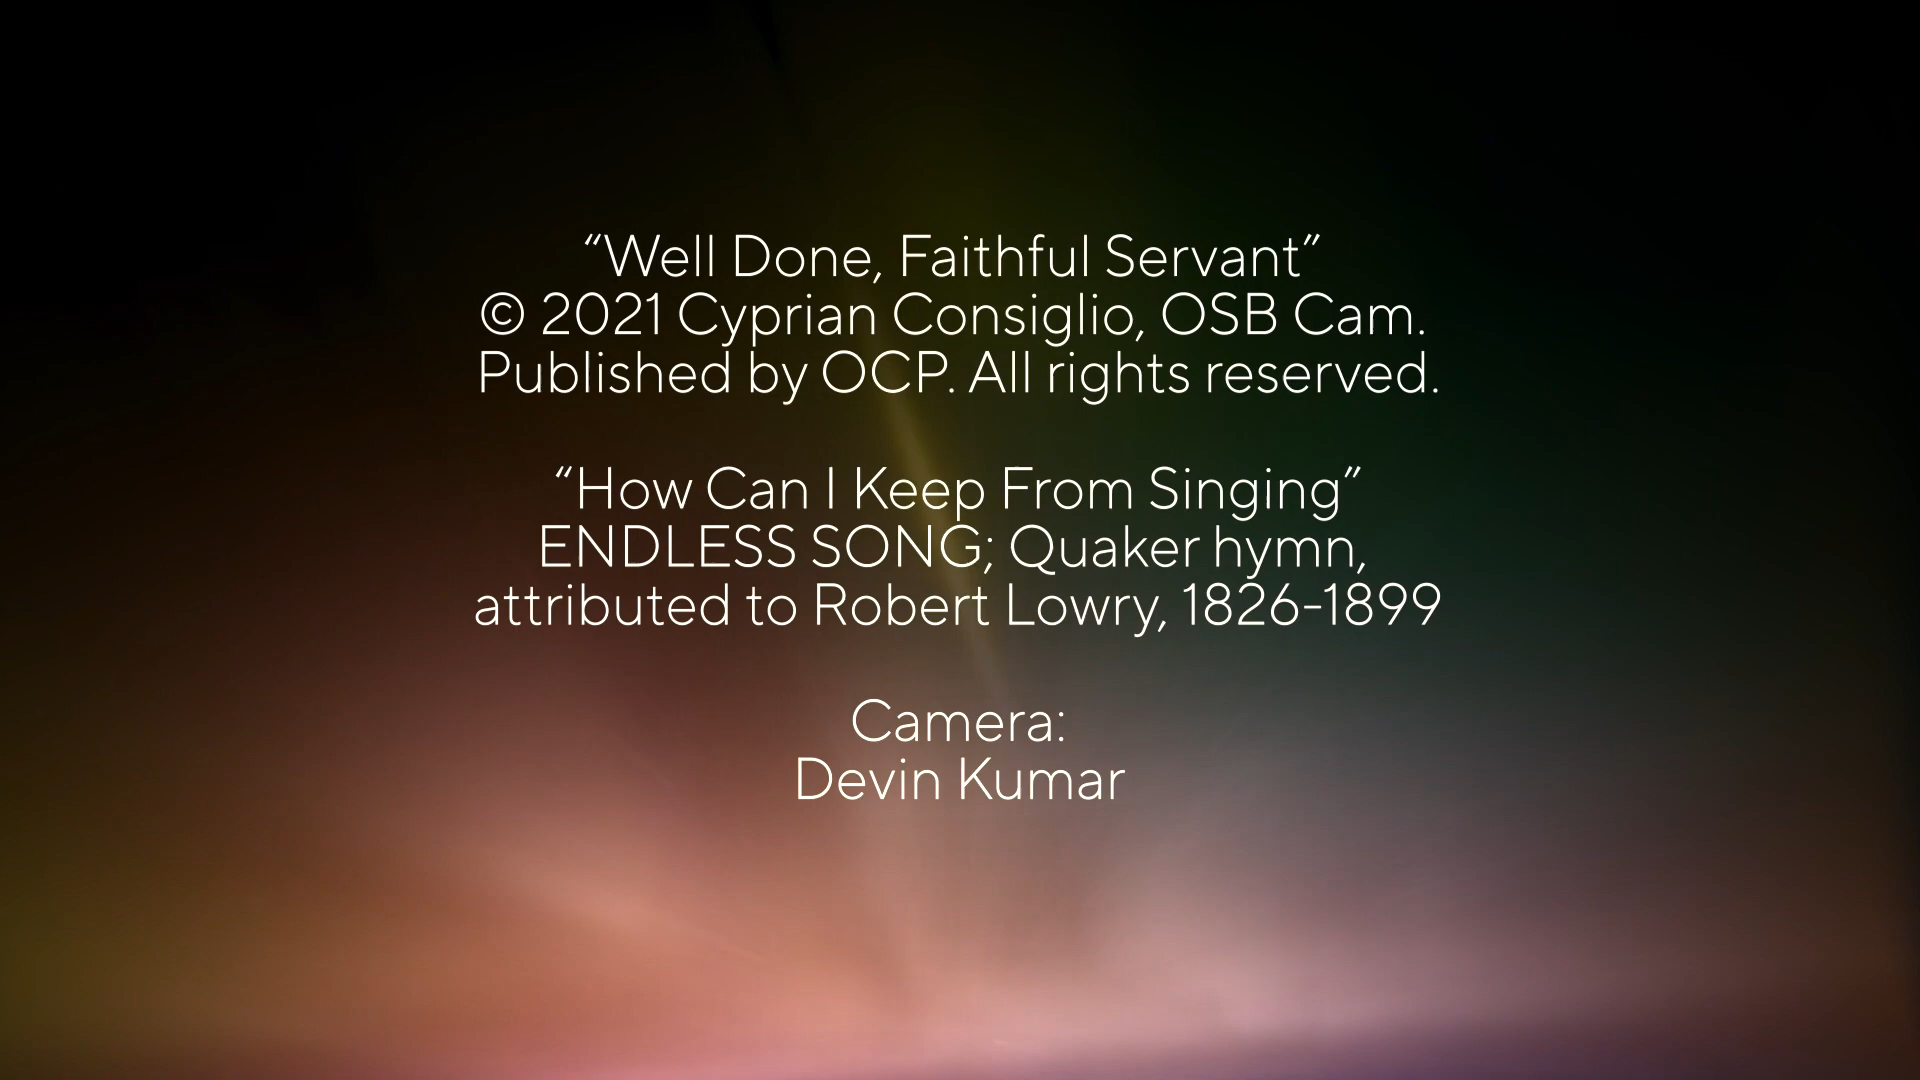 “Well Done, Faithful Servant”
© 2021 Cyprian Consiglio, OSB Cam.
Published by OCP. All rights reserved.
“How Can I Keep From Singing”
ENDLESS SONG; Quaker hymn,
attributed to Robert Lowry, 1826-1899
Camera:
Devin Kumar